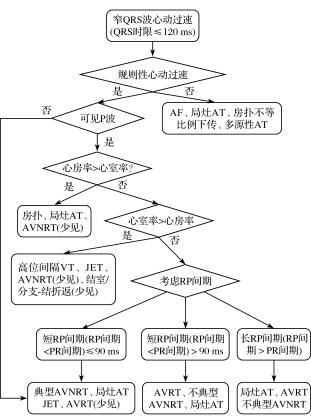 窄QRS波心动过速
(QRS时限≤120 ms)
规则性心动过速
是
否
否
可见P波
AF、局灶AT、房扑不等
比例下传、多源性AT
是
心房率>心室率?
是
否
房扑、局灶AT、
AVNRT(少见)
心室率>心房率
是
否
高位间隔VT、JET、
AVNRT(少见)、结室/
分支-结折返(少见)
考虑RP间期
短RP间期(RP间期
<PR间期)≤90 ms
短RP间期(RP间期
<PR间期)>90 ms
长RP间期(RP间
期>PR间期)
典型AVNRT、局灶AT
JET、AVRT(少见)
AVRT、不典型
AVNRT、局灶AT
局灶AT、AVRT
不典型AVNRT